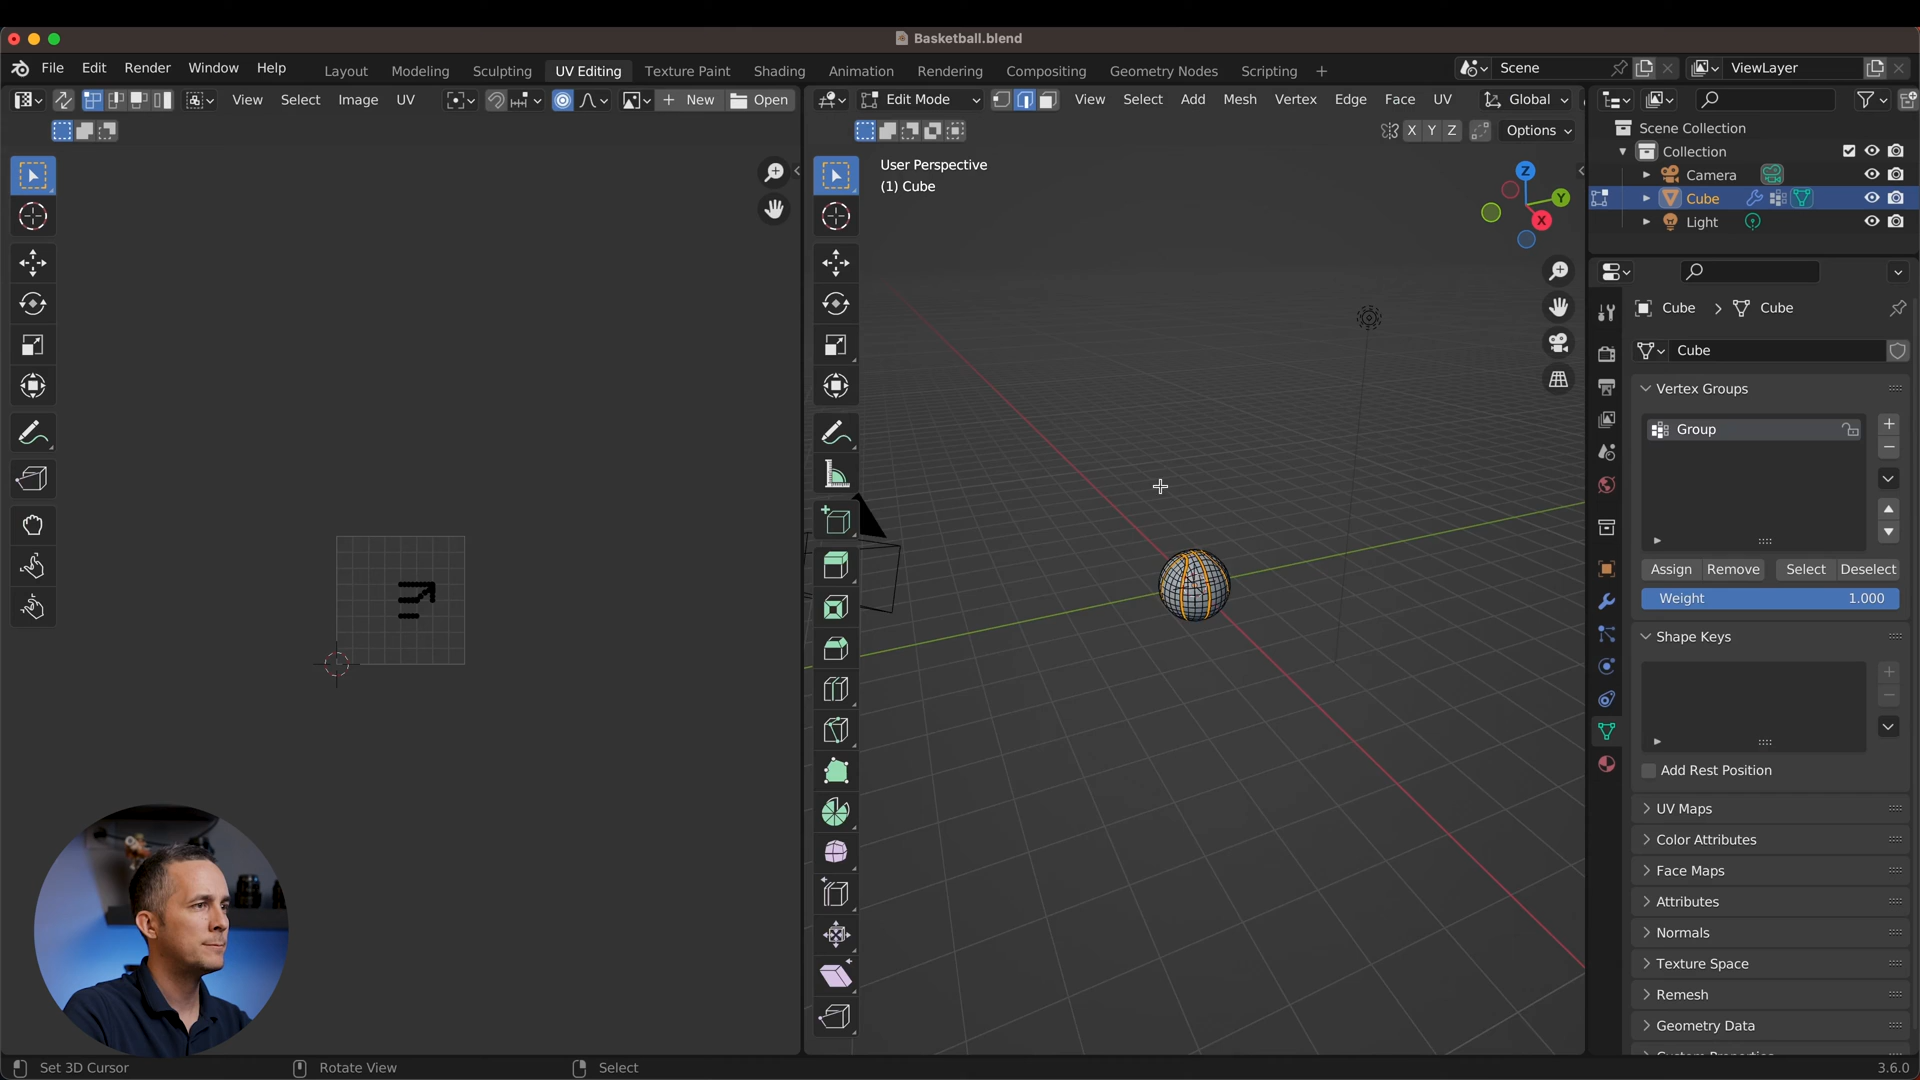 Basketball.blend
File Edit Render Window Help
Layout Modeling Sculpting UV Editing Texture Paint Shading Animation Rendering Compositing Geometry Nodes Scripting +
Scene
ViewLayer
View Select Image UV
New
Open
Edit Mode
View Select Add Mesh Vertex Edge Face UV
Global
X Y Z
Options
User Perspective
(1) Cube
Z
Y
X
Scene Collection
Collection
Camera
Cube
Light
Cube > Cube
Cube
Vertex Groups
Group
Assign Remove Select Deselect
Weight 1.000
Shape Keys
Add Rest Position
UV Maps
Color Attributes
Face Maps
Attributes
Normals
Texture Space
Remesh
Geometry Data
Set 3D Cursor
Rotate View
Select
3.6.0